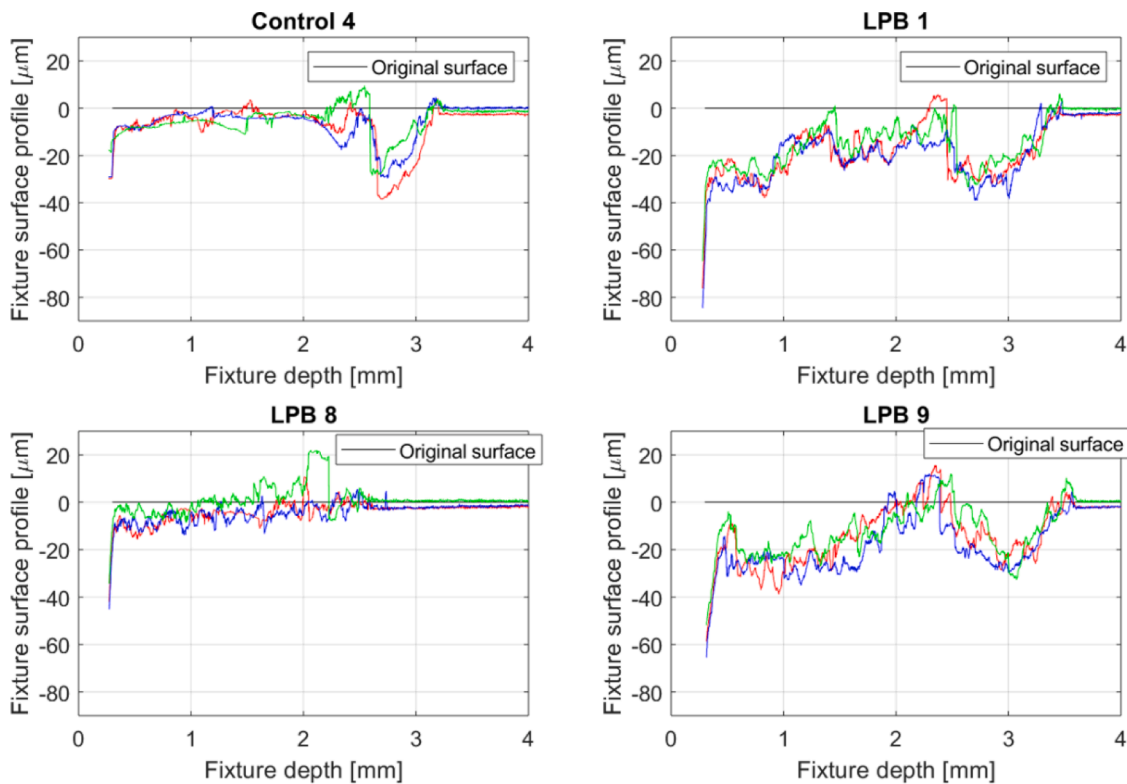 Control 4
Fixture surface profile [μm]
20
0
-20
-40
-60
-80
Original surface
0 1 2 3 4
Fixture depth [mm]
LPB 1
Fixture surface profile [μm]
20
0
-20
-40
-60
-80
Original surface
0 1 2 3 4
Fixture depth [mm]
LPB 8
Fixture surface profile [μm]
20
0
-20
-40
-60
-80
Original surface
0 1 2 3 4
Fixture depth [mm]
LPB 9
Fixture surface profile [μm]
20
0
-20
-40
-60
-80
Original surface
0 1 2 3 4
Fixture depth [mm]